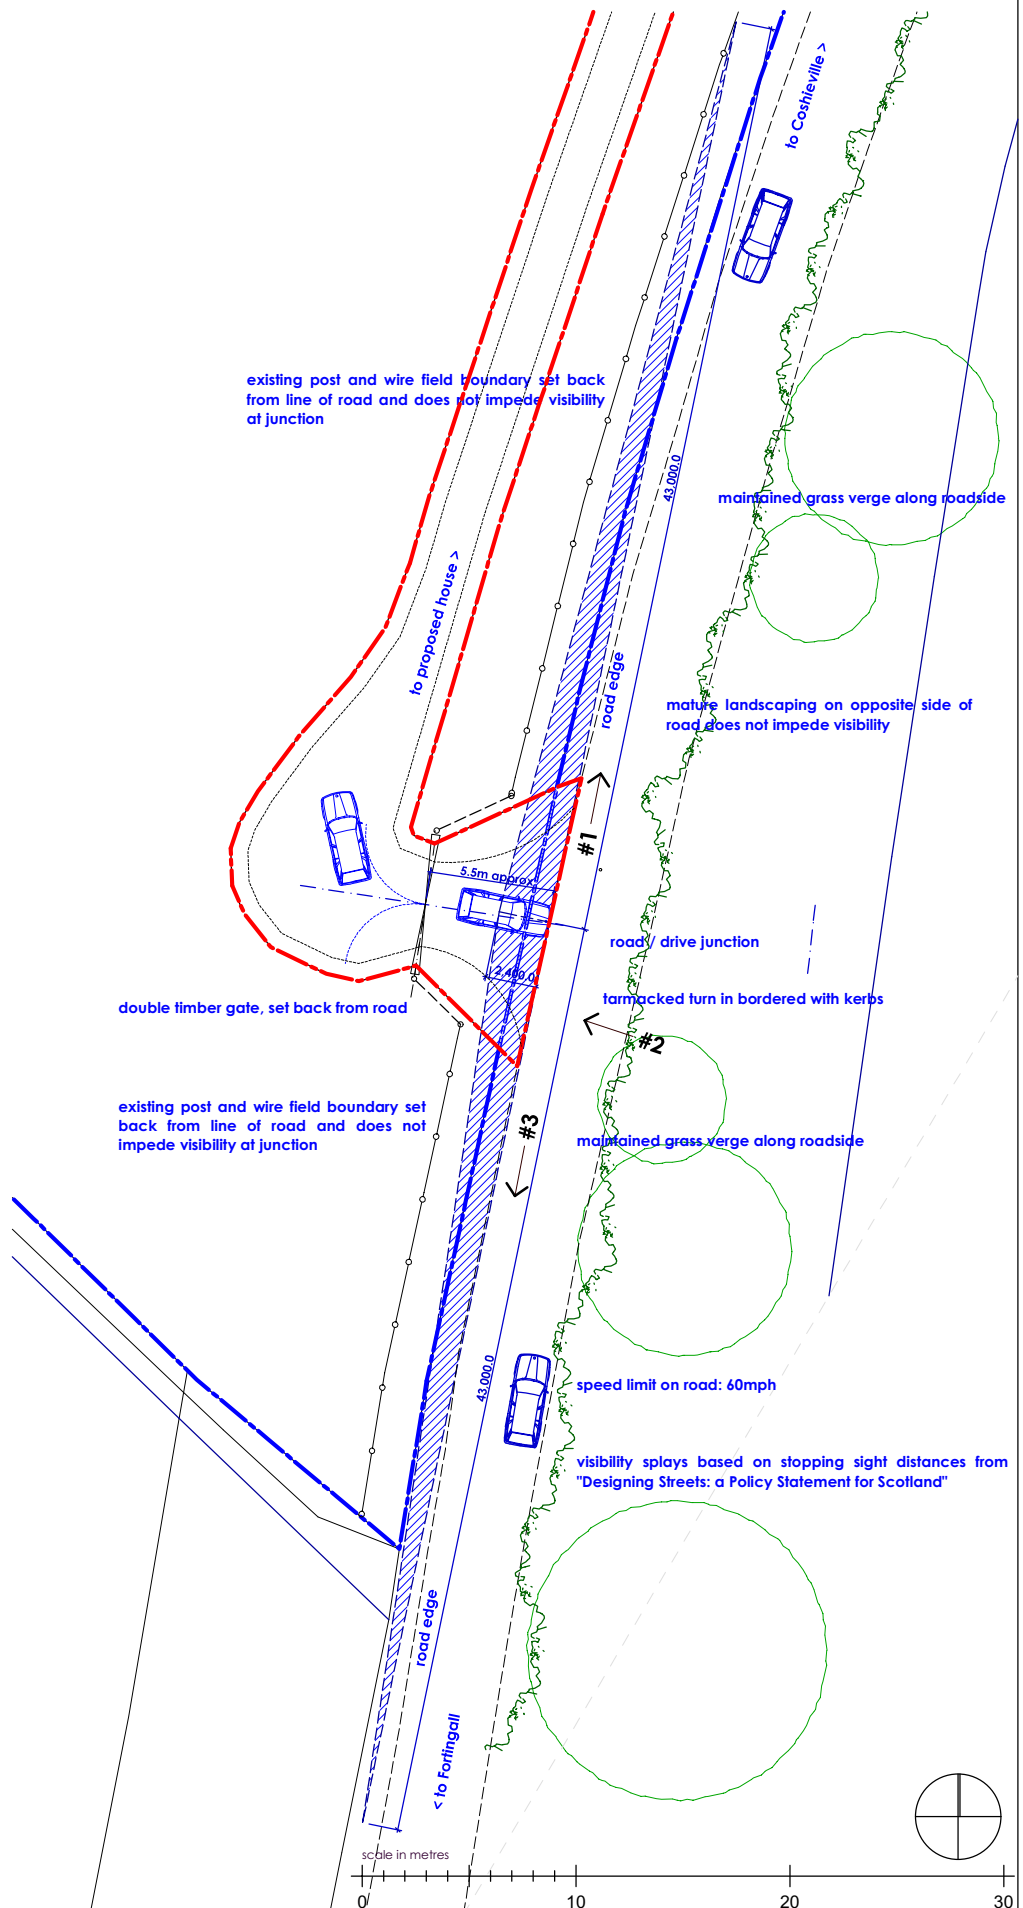 to Coshieville >
existing post and wire field boundary set back
from line of road and does not impede visibility
at junction
43,000.0
maintained grass verge along roadside
to proposed house >
road edge
mature landscaping on opposite side of
road does not impede visibility
#1
5.5m approx
road / drive junction
2,400.0
tarmacked turn in bordered with kerbs
double timber gate, set back from road
#2
existing post and wire field boundary set
back from line of road and does not
impede visibility at junction
#3
maintained grass verge along roadside
43,000.0
speed limit on road: 60mph
visibility splays based on stopping sight distances from
"Designing Streets: a Policy Statement for Scotland"
road edge
< to Fortingall
scale in metres
0 10 20 30